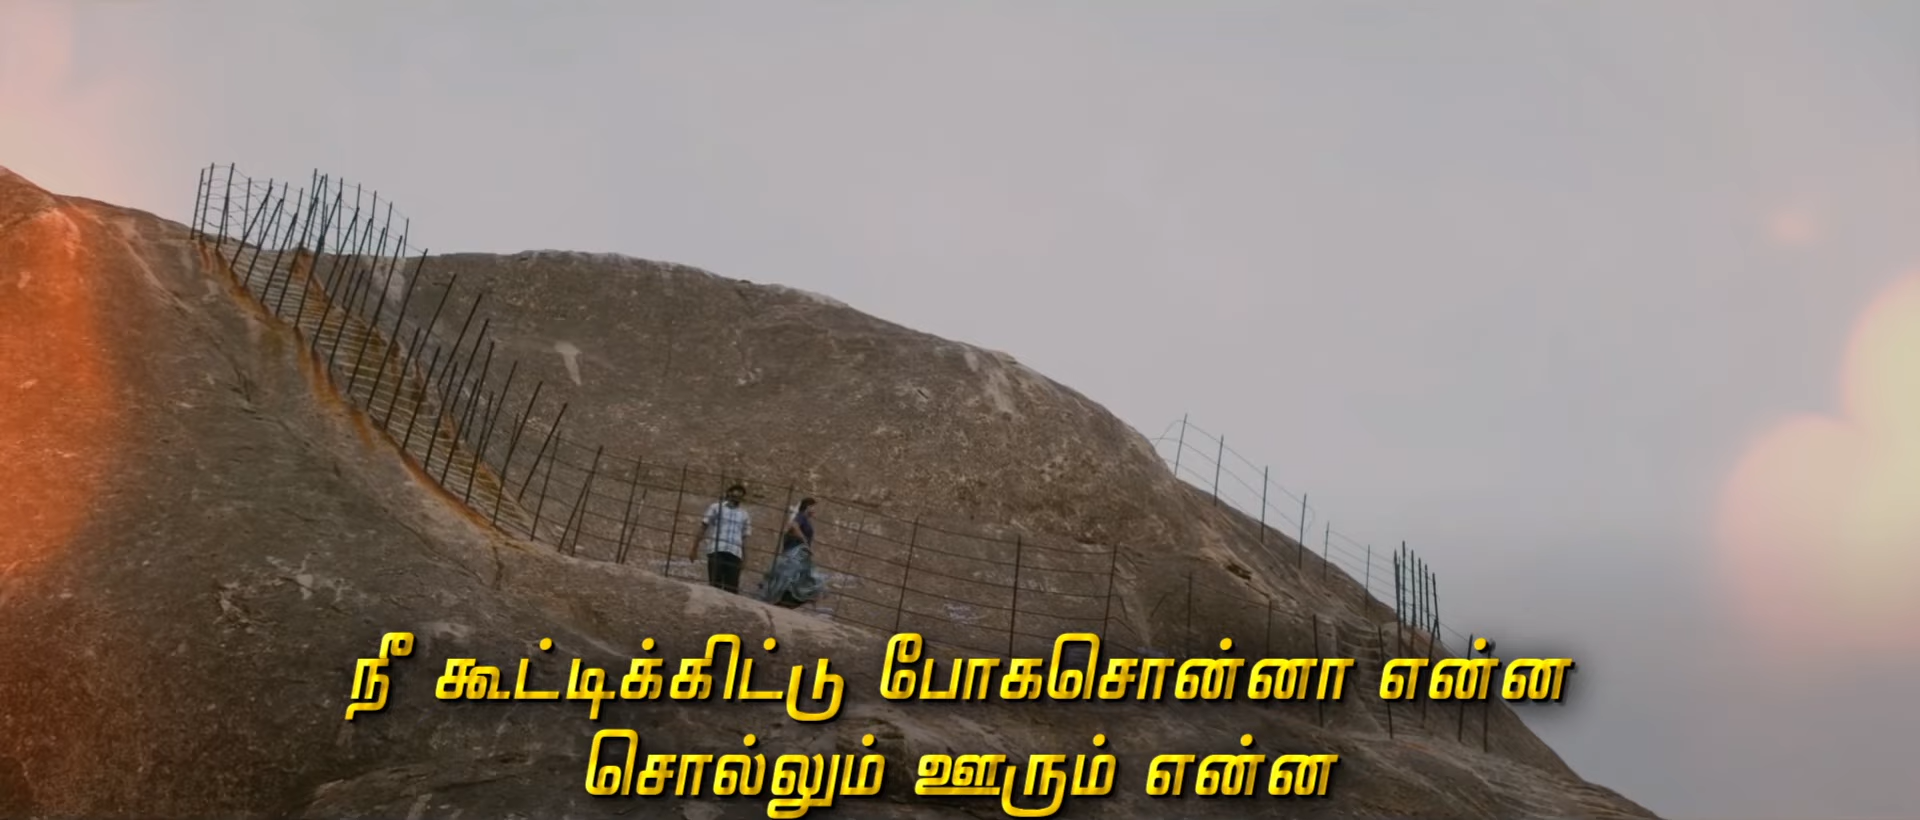 நீ கூட்டிக்கிட்டு போகசொன்னா என்ன
சொல்லும் ஊரும் என்ன